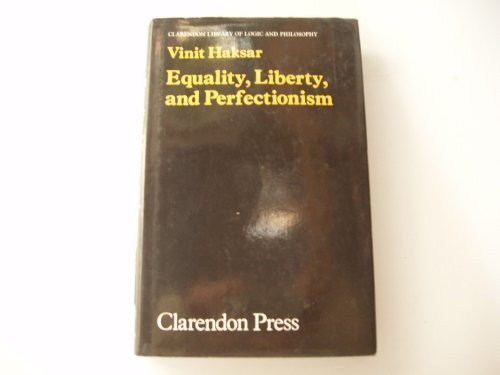 CLARENDON LIBRARY OF LOGIC AND PHILOSOPHY
Vinit Haksar
Equality, Liberty,
and Perfectionism
Clarendon Press